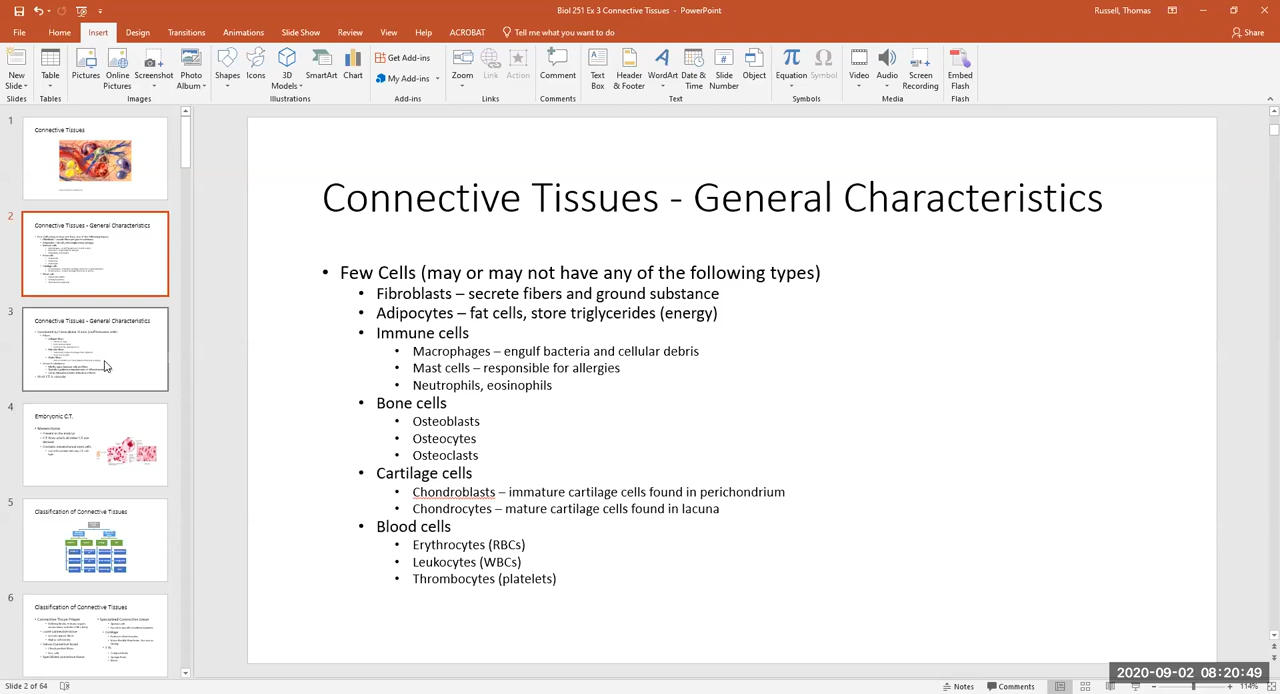 Biol 251 Ex 3 Connective Tissues - PowerPoint
Russell, Thomas
File Home Insert Design Transitions Animations Slide Show Review View Help ACROBAT Tell me what you want to do Share
New Slide Table Pictures Online Pictures Screenshot Photo Album Shapes Icons 3D Models SmartArt Chart Get Add-ins My Add-ins Zoom Link Action Comment Text Box Header & Footer WordArt Date & Time Slide Number Object Equation Symbol Video Audio Screen Recording Embed Flash
Slides Tables Images Illustrations Add-ins Links Comments Text Symbols Media Flash
1
Connective Tissues
2
Connective Tissues - General Characteristics
3
Connective Tissues - General Characteristics
4
Embryonic C.T.
5
Classification of Connective Tissues
6
Classification of Connective Tissues
Connective Tissues - General Characteristics
• Few Cells (may or may not have any of the following types)
• Fibroblasts – secrete fibers and ground substance
• Adipocytes – fat cells, store triglycerides (energy)
• Immune cells
• Macrophages – engulf bacteria and cellular debris
• Mast cells – responsible for allergies
• Neutrophils, eosinophils
• Bone cells
• Osteoblasts
• Osteocytes
• Osteoclasts
• Cartilage cells
• Chondroblasts – immature cartilage cells found in perichondrium
• Chondrocytes – mature cartilage cells found in lacuna
• Blood cells
• Erythrocytes (RBCs)
• Leukocytes (WBCs)
• Thrombocytes (platelets)
2020-09-02 08:20:49
Slide 2 of 64
Notes Comments 114%